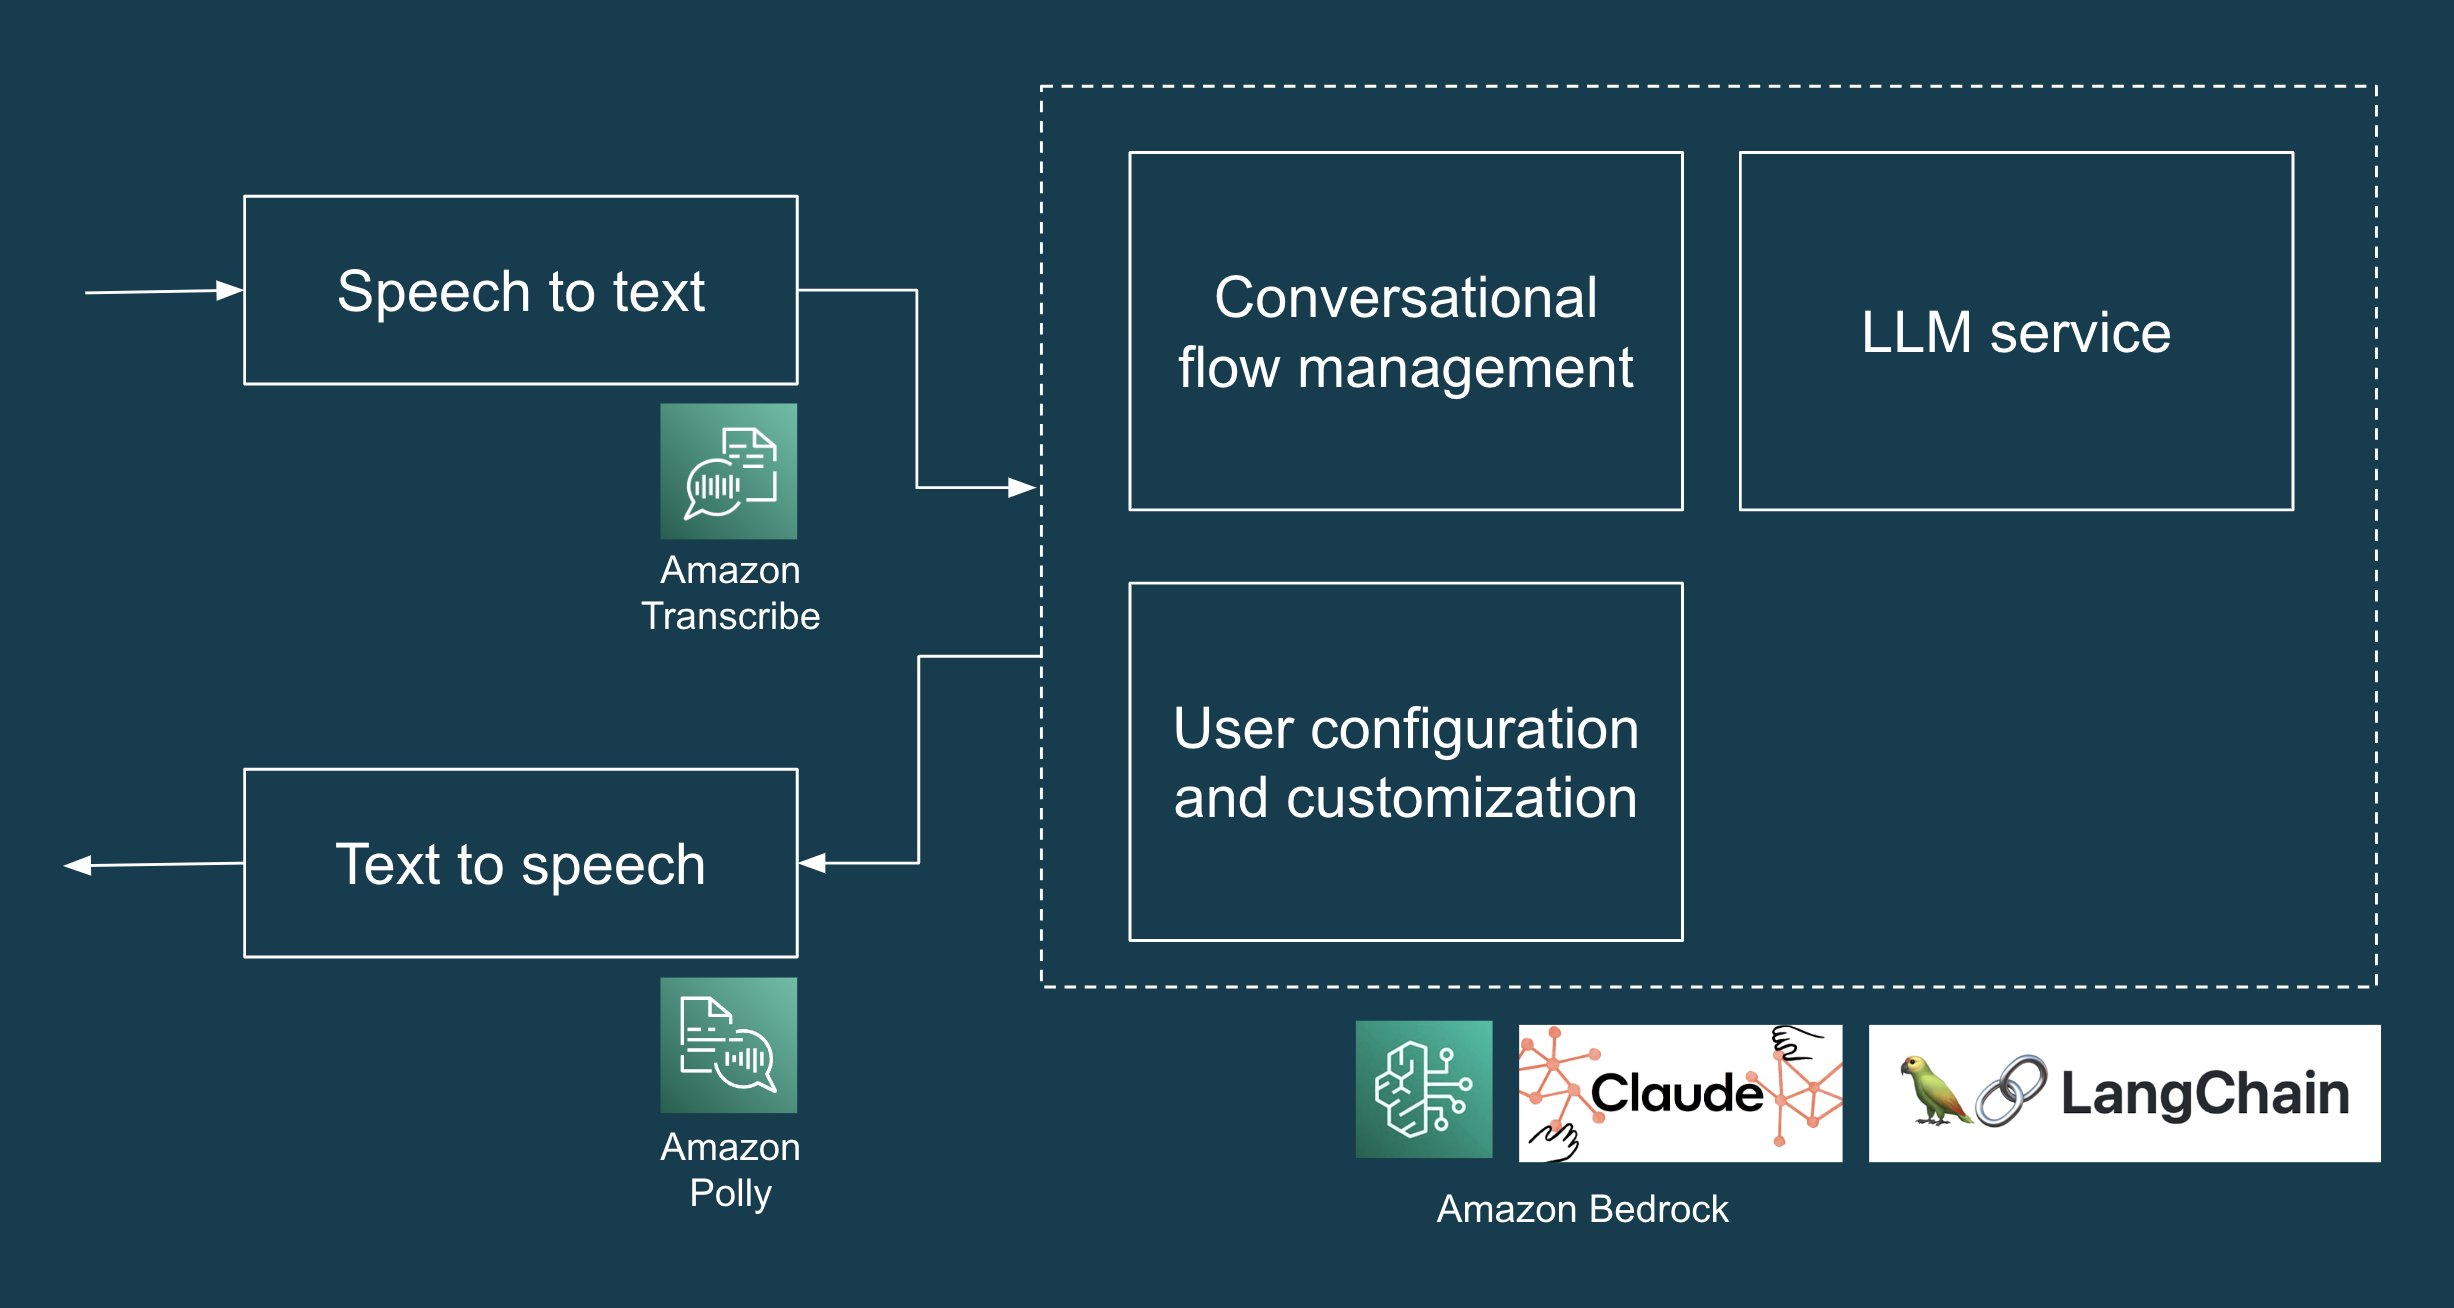 Speech to text
Amazon
Transcribe
Conversational
flow management
LLM service
User configuration
and customization
Text to speech
Amazon
Polly
Claude
LangChain
Amazon Bedrock